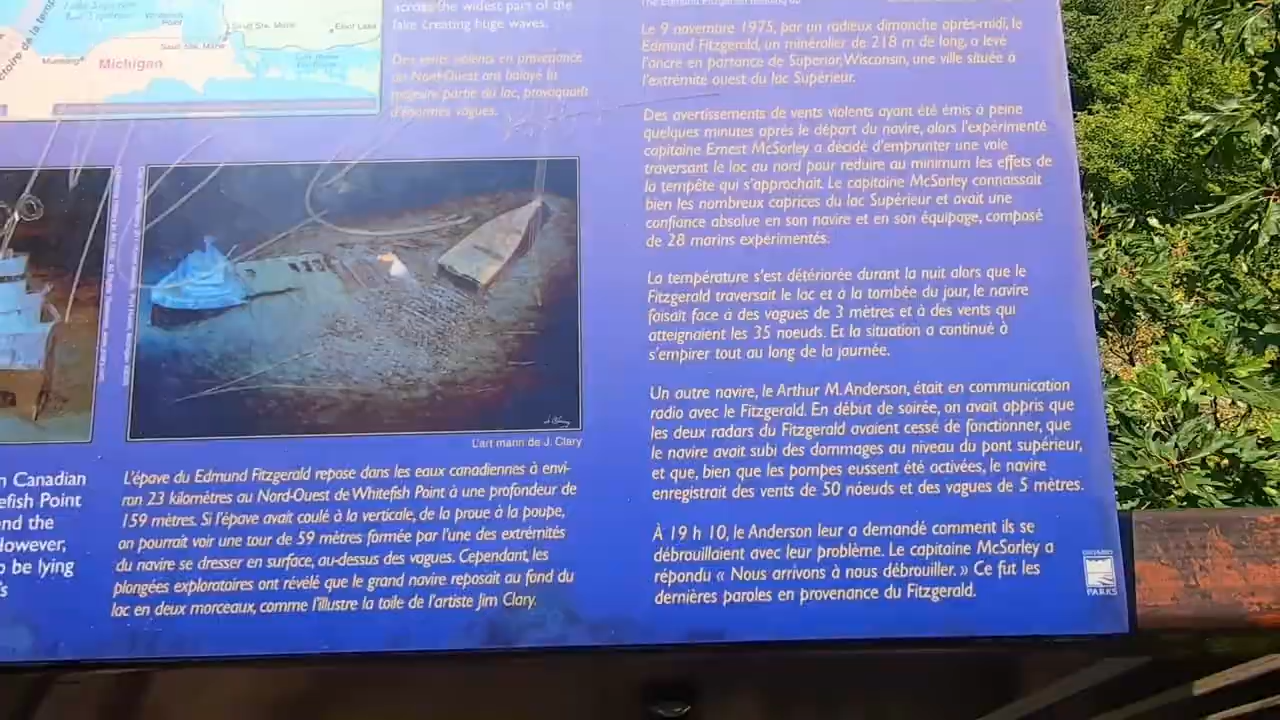 across the widest part of the
lake creating huge waves.
Des vents violents en provenance
du Nord-Ouest ont balayé la
majeure partie du lac, provoquant
d'énormes vagues.
Sault Ste. Marie
Sault Ste. Marie
Michigan
L'art marin de J. Clary
n Canadian
efish Point
nd the
However,
o be lying
s
L'épave du Edmund Fitzgerald repose dans les eaux canadiennes à envi-
ron 23 kilomètres au Nord-Ouest de Whitefish Point à une profondeur de
159 mètres. Si l'épave avait coulé à la verticale, de la proue à la poupe,
on pourrait voir une tour de 59 mètres formée par l'une des extrémités
du navire se dresser en surface, au-dessus des vagues. Cependant, les
plongées exploratoires ont révélé que le grand navire reposait au fond du
lac en deux morceaux, comme l'illustre la toile de l'artiste Jim Clary.
Le 9 novembre 1975, par un radieux dimanche après-midi, le
Edmund Fitzgerald, un minéralier de 218 m de long, a levé
l'ancre en partance de Superior, Wisconsin, une ville située à
l'extrémité ouest du lac Supérieur.
Des avertissements de vents violents ayant été émis à peine
quelques minutes après le départ du navire, alors l'expérimenté
capitaine Ernest McSorley a décidé d'emprunter une voie
traversant le lac au nord pour reduire au minimum les effets de
la tempête qui s'approchait. Le capitaine McSorley connaissait
bien les nombreux caprices du lac Supérieur et avait une
confiance absolue en son navire et en son équipage, composé
de 28 marins expérimentés.
La température s'est détériorée durant la nuit alors que le
Fitzgerald traversait le lac et à la tombée du jour, le navire
faisait face à des vagues de 3 mètres et à des vents qui
atteignaient les 35 noeuds. Et la situation a continué à
s'empirer tout au long de la journée.
Un autre navire, le Arthur M. Anderson, était en communication
radio avec le Fitzgerald. En début de soirée, on avait appris que
les deux radars du Fitzgerald avaient cessé de fonctionner, que
le navire avait subi des dommages au niveau du pont supérieur,
et que, bien que les pompes eussent été activées, le navire
enregistrait des vents de 50 nóeuds et des vagues de 5 mètres.
À 19 h 10, le Anderson leur a demandé comment ils se
débrouillaient avec leur problème. Le capitaine McSorley a
répondu « Nous arrivons à nous débrouiller. » Ce fut les
dernières paroles en provenance du Fitzgerald.
ONTARIO
PARKS